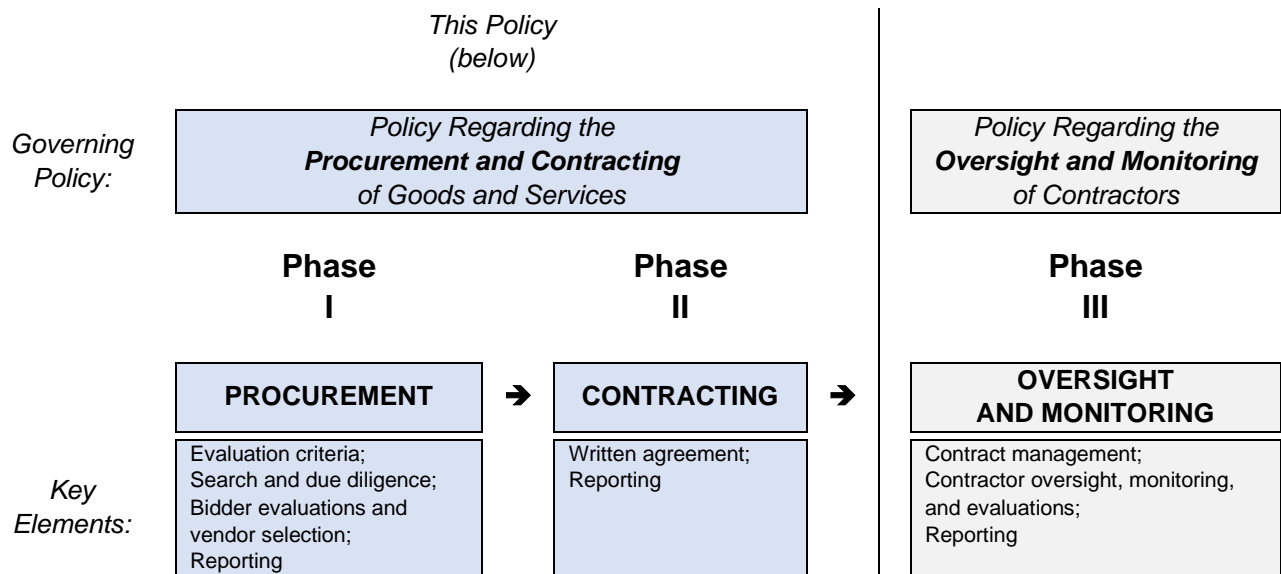 This Policy
(below)
Governing
Policy:
Policy Regarding the
Procurement and Contracting
of Goods and Services
Policy Regarding the
Oversight and Monitoring
of Contractors
Phase
I
Phase
II
Phase
III
PROCUREMENT
➔
CONTRACTING
➔
OVERSIGHT
AND MONITORING
Key
Elements:
Evaluation criteria;
Search and due diligence;
Bidder evaluations and
vendor selection;
Reporting
Written agreement;
Reporting
Contract management;
Contractor oversight, monitoring,
and evaluations;
Reporting